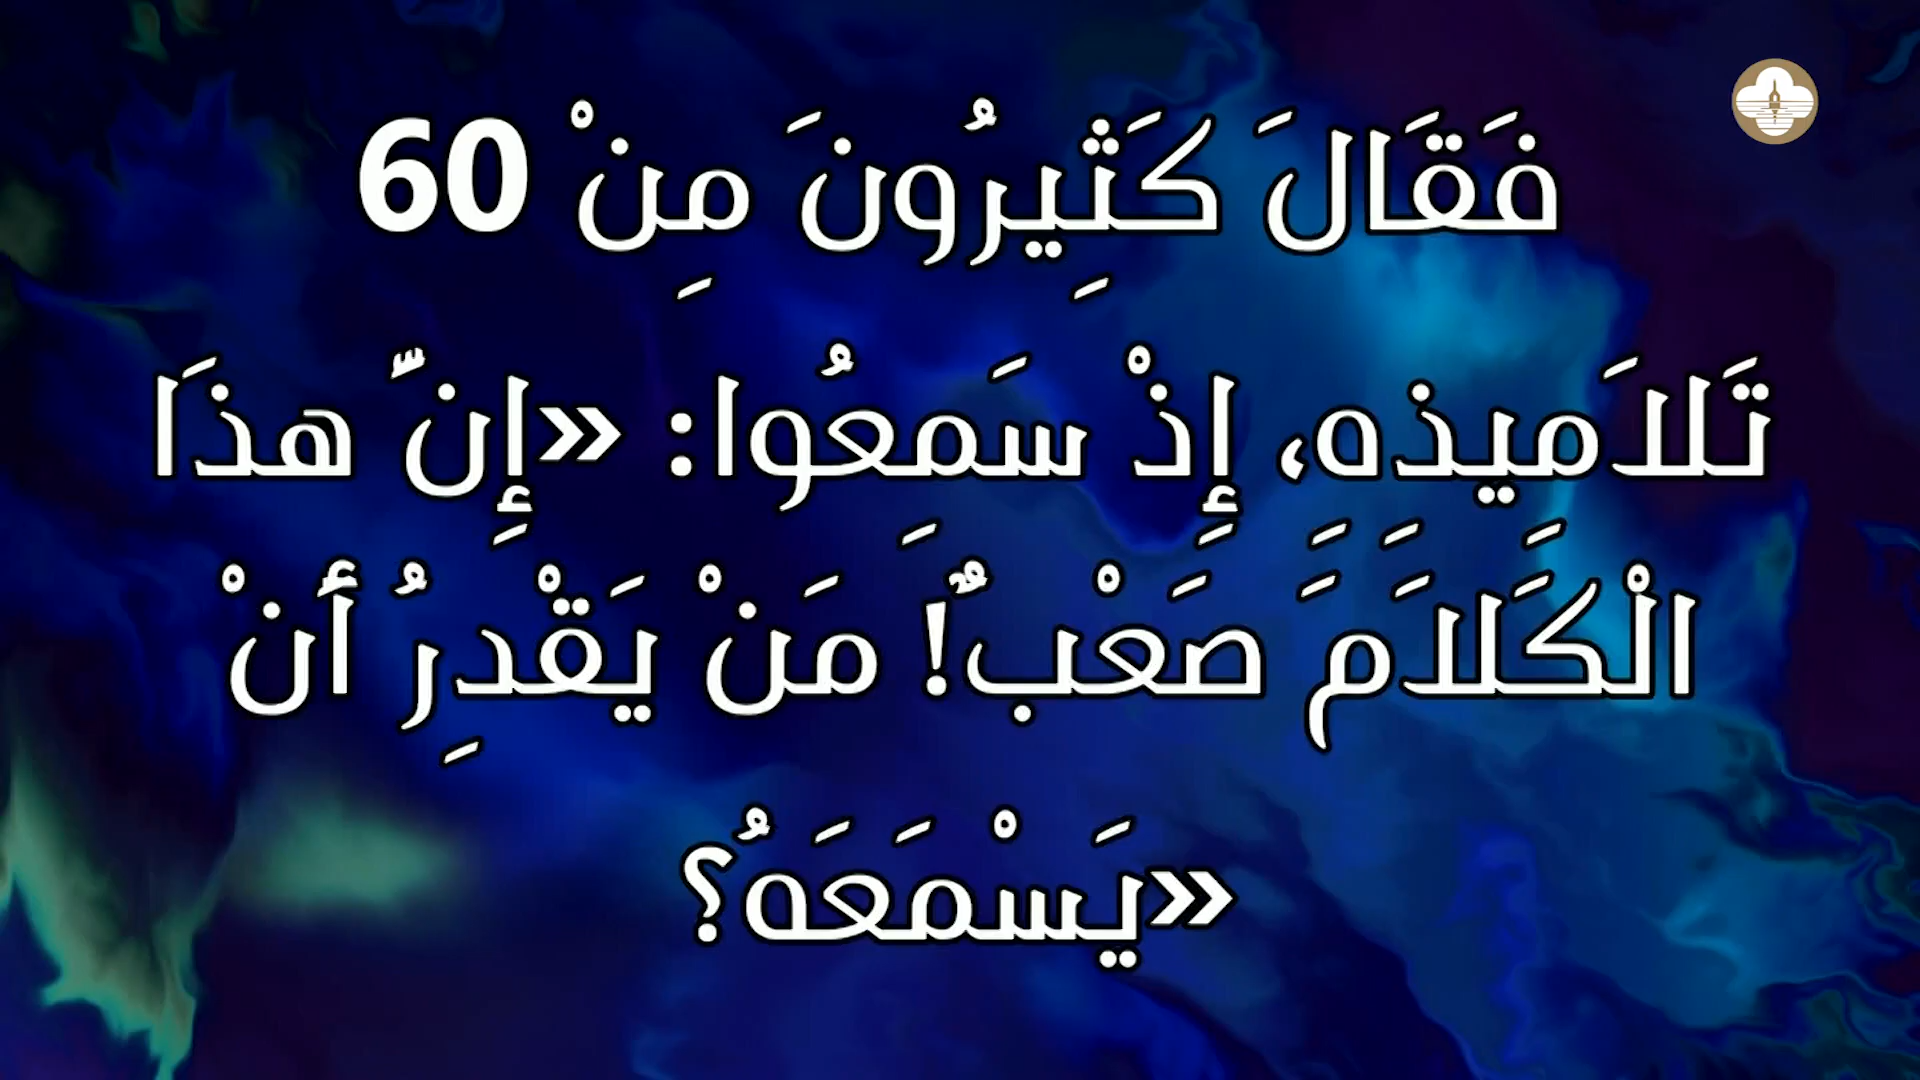 فَقَالَ كَثِيرُونَ مِنْ 60
تَلاَمِيذِهِ، إِذْ سَمِعُوا: «إِنَّ هذَا
الْكَلاَمَ صَعْبٌ! مَنْ يَقْدِرُ أَنْ
«يَسْمَعَهُ؟